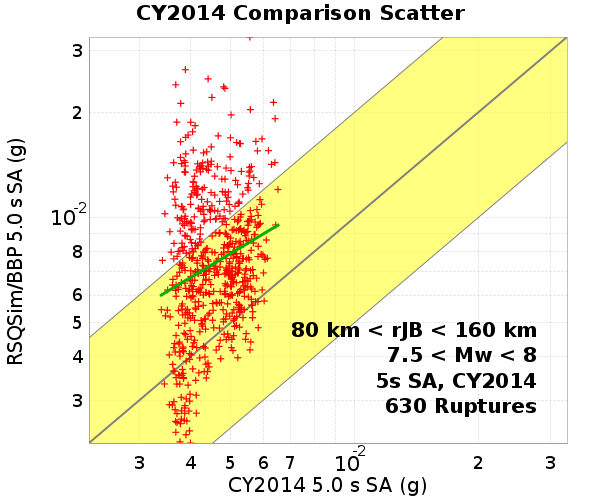 CY2014 Comparison Scatter
RSQSim/BBP 5.0 s SA (g)
3
2
10-2
8
6
5
4
3
80 km < rJB < 160 km
7.5 < Mw < 8
5s SA, CY2014
630 Ruptures
3 4 5 6 7 10-2 2 3
CY2014 5.0 s SA (g)